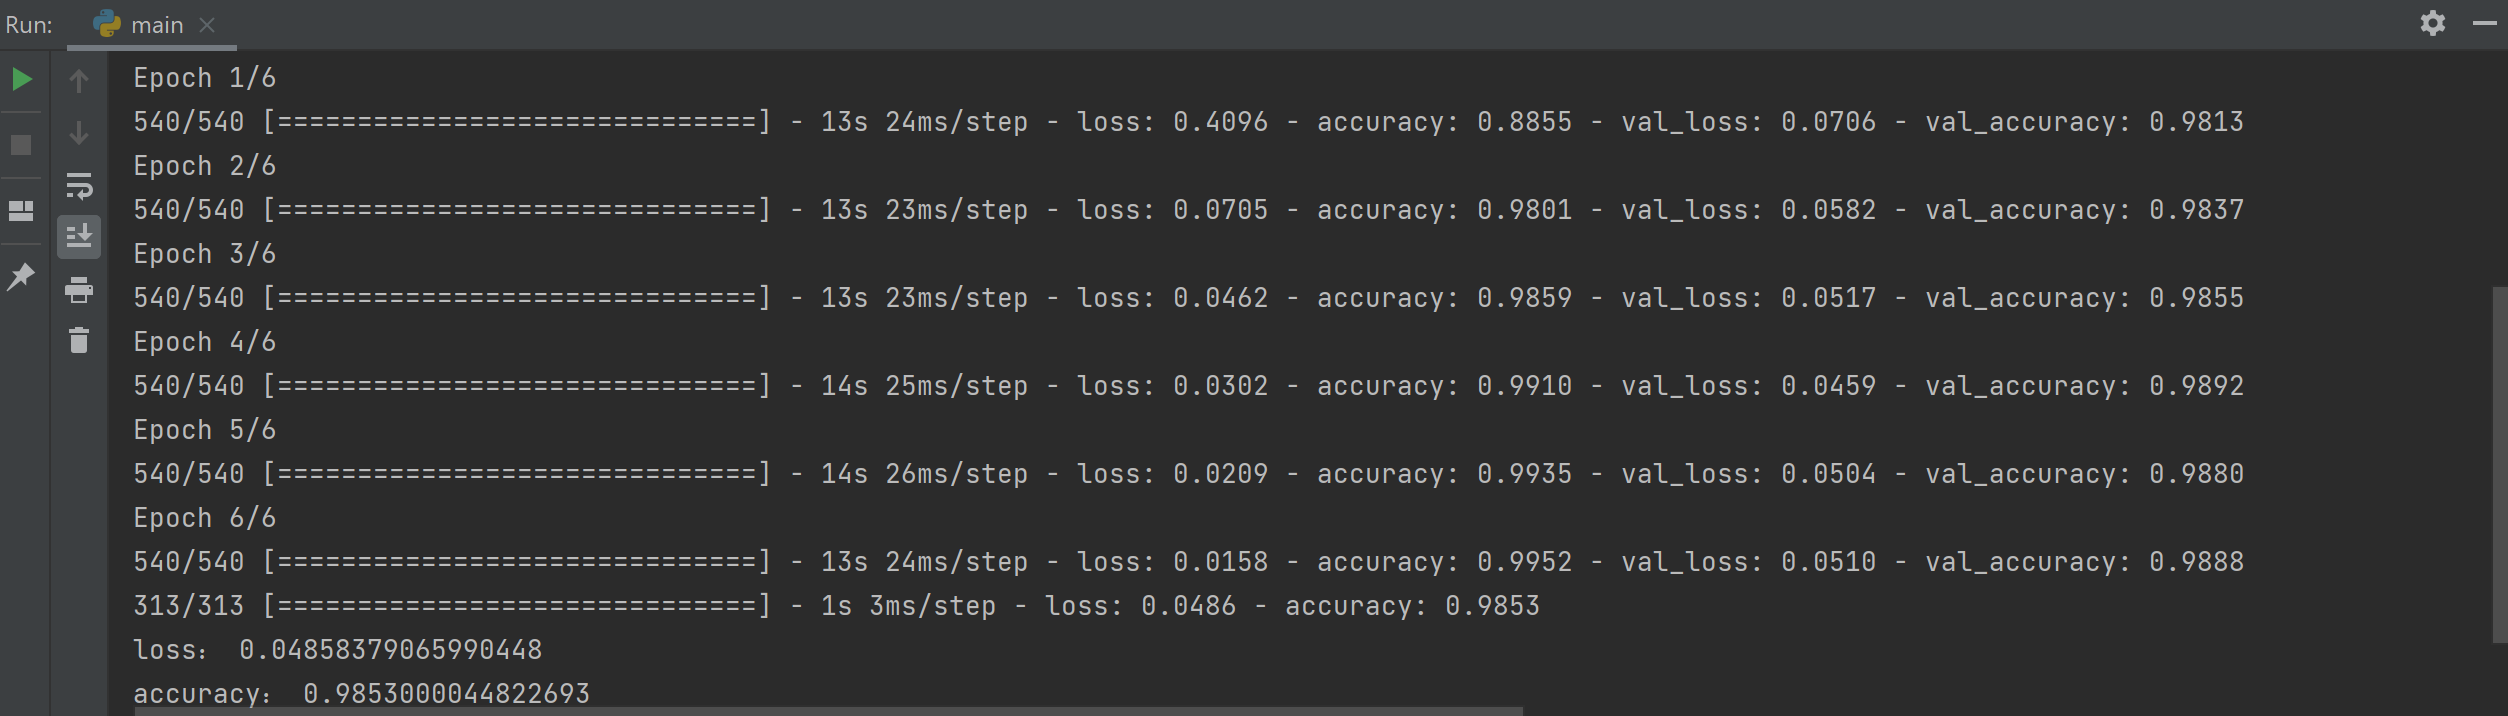 Run: main
Epoch 1/6
540/540 [==============================] - 13s 24ms/step - loss: 0.4096 - accuracy: 0.8855 - val_loss: 0.0706 - val_accuracy: 0.9813
Epoch 2/6
540/540 [==============================] - 13s 23ms/step - loss: 0.0705 - accuracy: 0.9801 - val_loss: 0.0582 - val_accuracy: 0.9837
Epoch 3/6
540/540 [==============================] - 13s 23ms/step - loss: 0.0462 - accuracy: 0.9859 - val_loss: 0.0517 - val_accuracy: 0.9855
Epoch 4/6
540/540 [==============================] - 14s 25ms/step - loss: 0.0302 - accuracy: 0.9910 - val_loss: 0.0459 - val_accuracy: 0.9892
Epoch 5/6
540/540 [==============================] - 14s 26ms/step - loss: 0.0209 - accuracy: 0.9935 - val_loss: 0.0504 - val_accuracy: 0.9880
Epoch 6/6
540/540 [==============================] - 13s 24ms/step - loss: 0.0158 - accuracy: 0.9952 - val_loss: 0.0510 - val_accuracy: 0.9888
313/313 [==============================] - 1s 3ms/step - loss: 0.0486 - accuracy: 0.9853
loss： 0.04858379065990448
accuracy： 0.9853000044822693